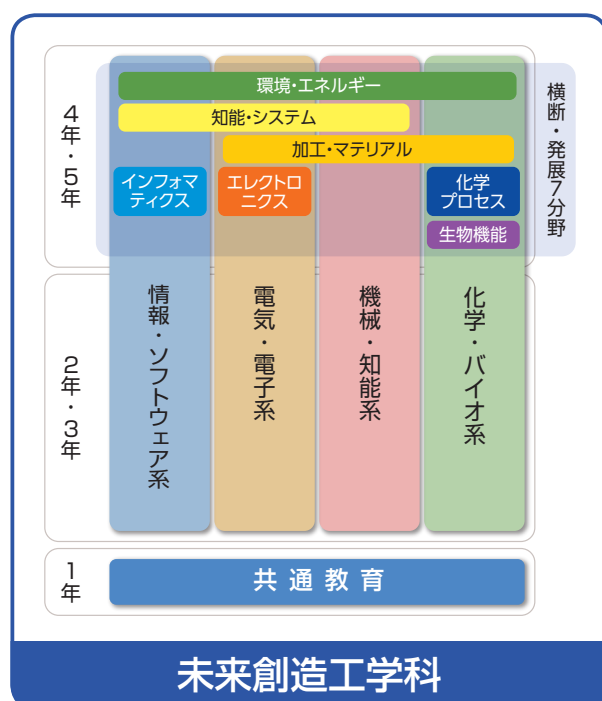 4年・5年
環境・エネルギー
知能・システム
加工・マテリアル
インフォマ
ティクス
エレクトロ
ニクス
化学
プロセス
生物機能
横断・発展7分野
2年・3年
情報・ソフトウェア系
電気・電子系
機械・知能系
化学・バイオ系
1年
共通教育
未来創造工学科